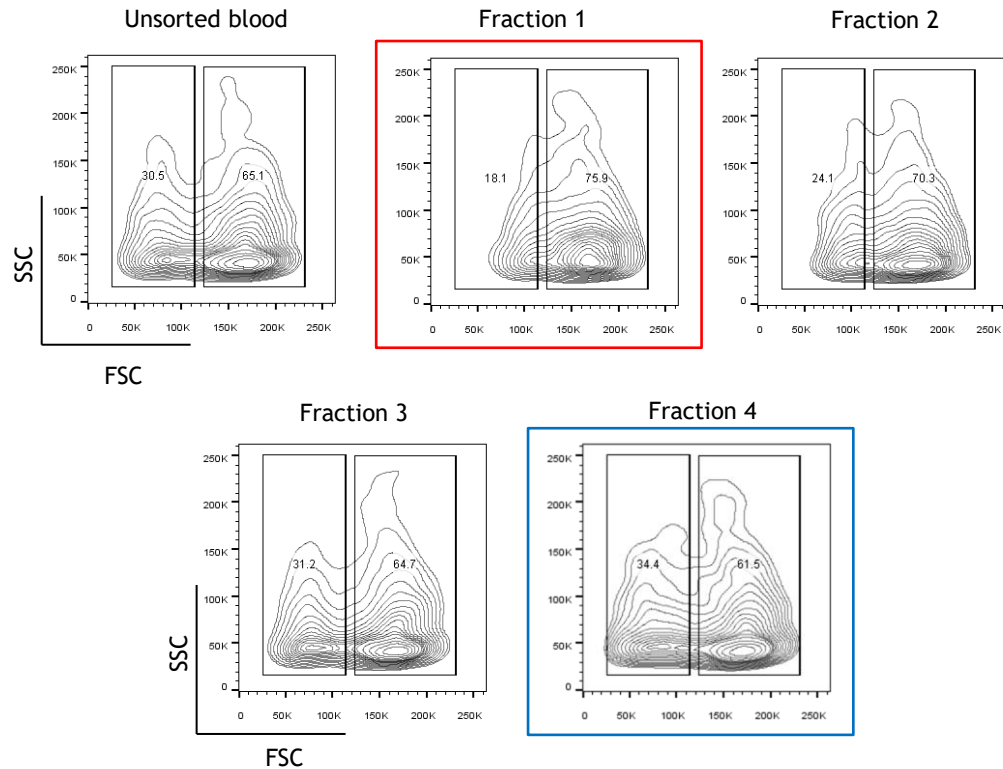 Unsorted blood
Fraction 1
Fraction 2
250K
200K
150K
100K
50K
0
30.5
65.1
0 50K 100K 150K 200K 250K
250K
200K
150K
100K
50K
0
18.1
75.9
0 50K 100K 150K 200K 250K
250K
200K
150K
100K
50K
0
24.1
70.3
0 50K 100K 150K 200K 250K
SSC
FSC
Fraction 3
Fraction 4
250K
200K
150K
100K
50K
0
31.2
64.7
0 50K 100K 150K 200K 250K
250K
200K
150K
100K
50K
0
34.4
61.5
0 50K 100K 150K 200K 250K
SSC
FSC